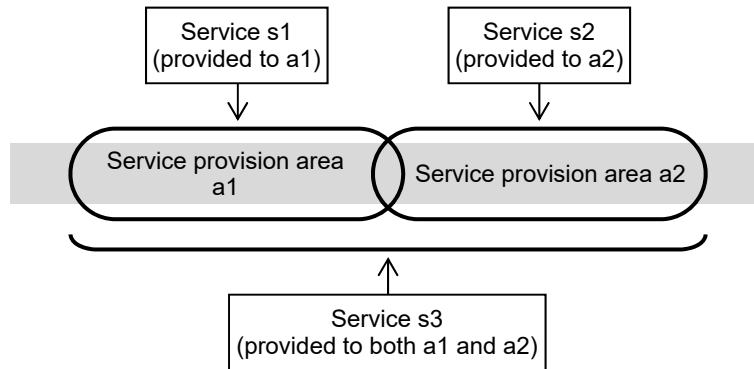 Service s1
(provided to a1)
Service s2
(provided to a2)
Service provision area
a1
Service provision area a2
Service s3
(provided to both a1 and a2)